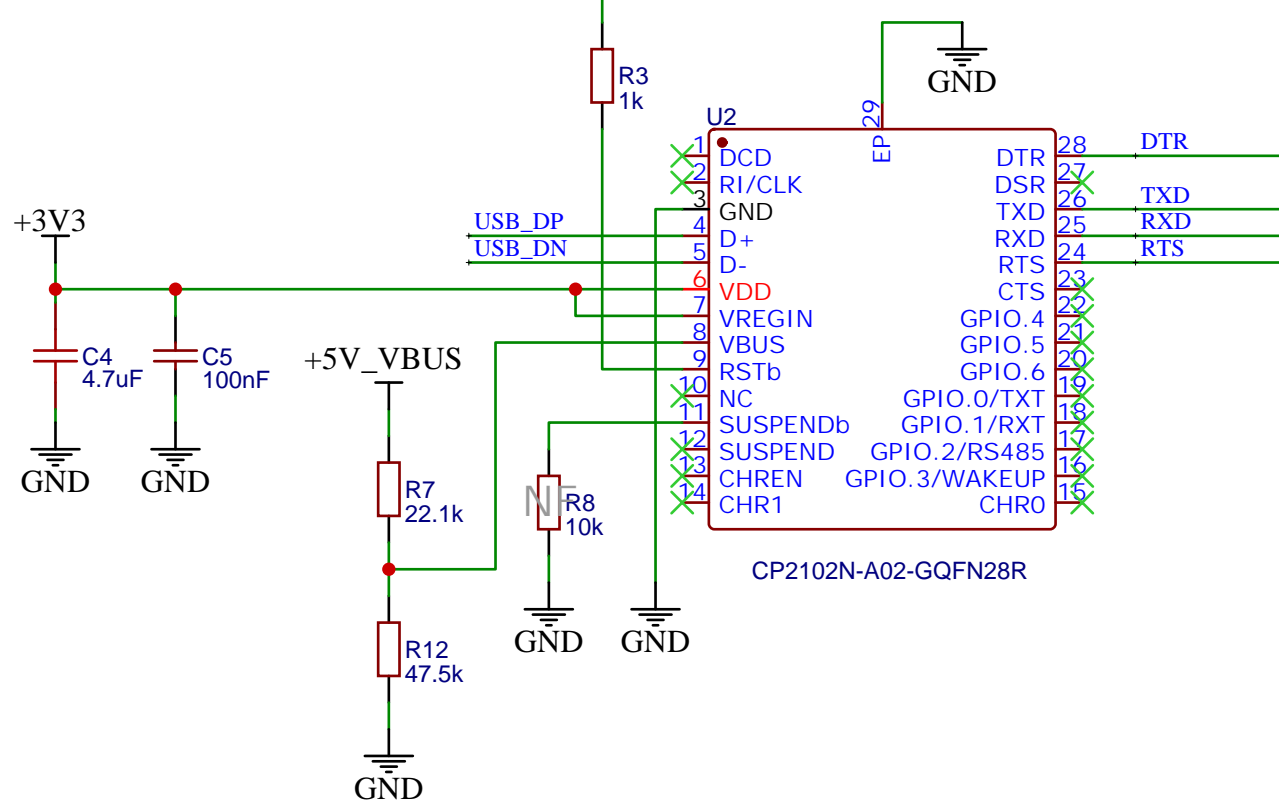 R3
1k
GND
U2
29
EP
1
DCD
2
RI/CLK
3
GND
4
D+
5
D-
6
VDD
7
VREGIN
8
VBUS
9
RSTb
10
NC
11
SUSPENDb
12
SUSPEND
13
CHREN
14
CHR1
28
DTR
27
DSR
26
TXD
25
RXD
24
RTS
23
CTS
22
GPIO.4
21
GPIO.5
20
GPIO.6
19
GPIO.0/TXT
18
GPIO.1/RXT
17
GPIO.2/RS485
16
GPIO.3/WAKEUP
15
CHR0
DTR
TXD
RXD
RTS
USB_DP
USB_DN
+3V3
C4
4.7uF
C5
100nF
GND
GND
+5V_VBUS
R7
22.1k
R12
47.5k
GND
NF
R8
10k
GND
GND
CP2102N-A02-GQFN28R